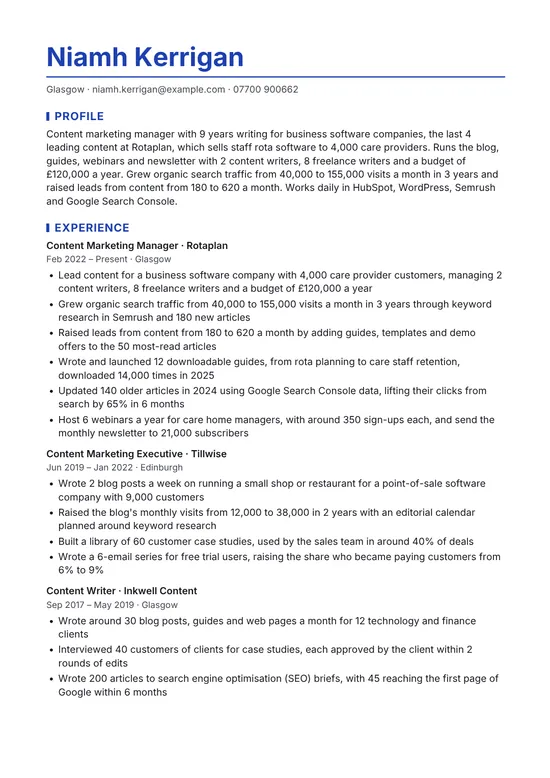 Niamh Kerrigan
Glasgow · niamh.kerrigan@example.com · 07700 900662
PROFILE
Content marketing manager with 9 years writing for business software companies, the last 4
leading content at Rotaplan, which sells staff rota software to 4,000 care providers. Runs the blog,
guides, webinars and newsletter with 2 content writers, 8 freelance writers and a budget of
£120,000 a year. Grew organic search traffic from 40,000 to 155,000 visits a month in 3 years and
raised leads from content from 180 to 620 a month. Works daily in HubSpot, WordPress, Semrush
and Google Search Console.
EXPERIENCE
Content Marketing Manager · Rotaplan
Feb 2022 – Present · Glasgow
• Lead content for a business software company with 4,000 care provider customers, managing 2
content writers, 8 freelance writers and a budget of £120,000 a year
• Grew organic search traffic from 40,000 to 155,000 visits a month in 3 years through keyword
research in Semrush and 180 new articles
• Raised leads from content from 180 to 620 a month by adding guides, templates and demo
offers to the 50 most-read articles
• Wrote and launched 12 downloadable guides, from rota planning to care staff retention,
downloaded 14,000 times in 2025
• Updated 140 older articles in 2024 using Google Search Console data, lifting their clicks from
search by 65% in 6 months
• Host 6 webinars a year for care home managers, with around 350 sign-ups each, and send the
monthly newsletter to 21,000 subscribers
Content Marketing Executive · Tillwise
Jun 2019 – Jan 2022 · Edinburgh
• Wrote 2 blog posts a week on running a small shop or restaurant for a point-of-sale software
company with 9,000 customers
• Raised the blog's monthly visits from 12,000 to 38,000 in 2 years with an editorial calendar
planned around keyword research
• Built a library of 60 customer case studies, used by the sales team in around 40% of deals
• Wrote a 6-email series for free trial users, raising the share who became paying customers from
6% to 9%
Content Writer · Inkwell Content
Sep 2017 – May 2019 · Glasgow
• Wrote around 30 blog posts, guides and web pages a month for 12 technology and finance
clients
• Interviewed 40 customers of clients for case studies, each approved by the client within 2
rounds of edits
• Wrote 200 articles to search engine optimisation (SEO) briefs, with 45 reaching the first page of
Google within 6 months